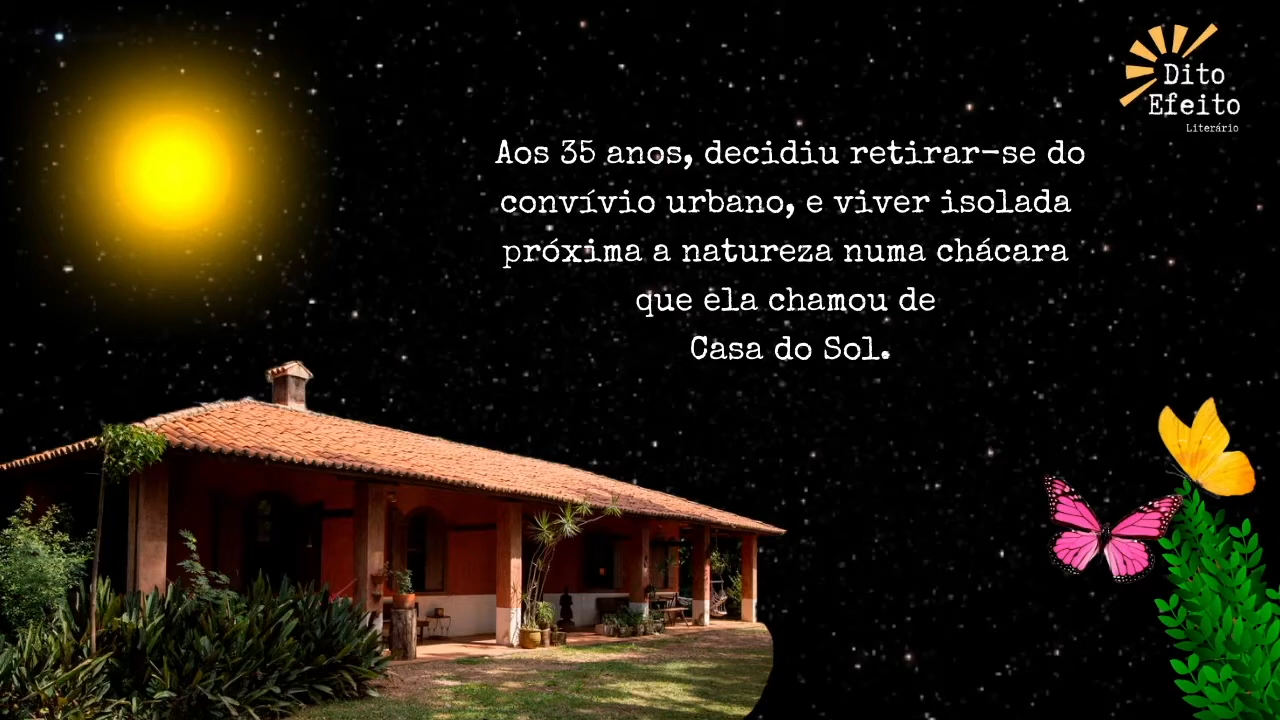 Dito
Efeito
Literário
Aos 35 anos, decidiu retirar-se do
convívio urbano, e viver isolada
próxima a natureza numa chácara
que ela chamou de
Casa do Sol.